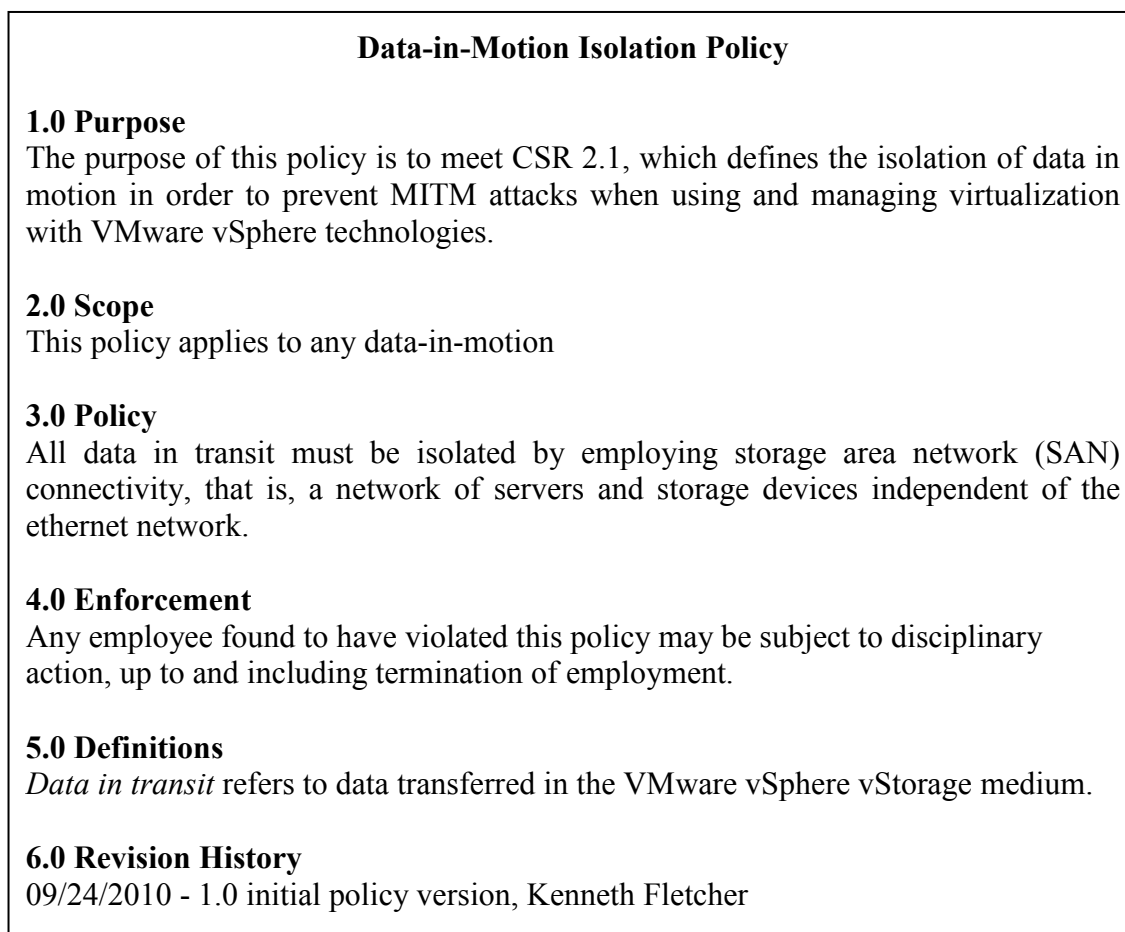 Data-in-Motion Isolation Policy
1.0 Purpose
The purpose of this policy is to meet CSR 2.1, which defines the isolation of data in
motion in order to prevent MITM attacks when using and managing virtualization
with VMware vSphere technologies.
2.0 Scope
This policy applies to any data-in-motion
3.0 Policy
All data in transit must be isolated by employing storage area network (SAN)
connectivity, that is, a network of servers and storage devices independent of the
ethernet network.
4.0 Enforcement
Any employee found to have violated this policy may be subject to disciplinary
action, up to and including termination of employment.
5.0 Definitions
Data in transit refers to data transferred in the VMware vSphere vStorage medium.
6.0 Revision History
09/24/2010 - 1.0 initial policy version, Kenneth Fletcher